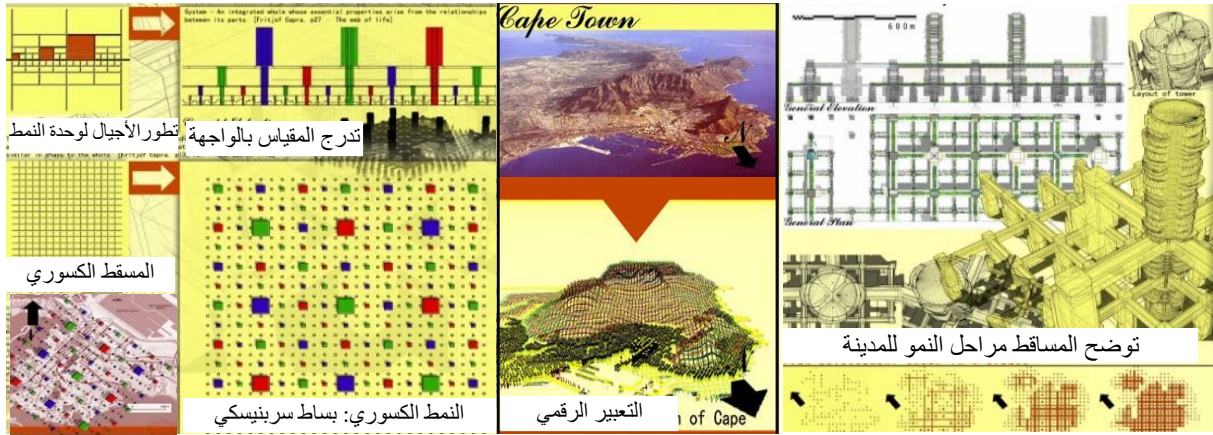 System - An integrated whole whose essential properties arise from the relationships
between its parts. [Fritjof Capra. p27 - The web of life]
تطور الأجيال لوحدة النمط
تدرج المقياس بالواجهة
المسقط الكسوري
النمط الكسوري: بساط سربنيسكي
Cape Town
N
التعبير الرقمي
n of Cape
600m
General Elevation
Layout of tower
General Plan
توضح المساقط مراحل النمو للمدينة